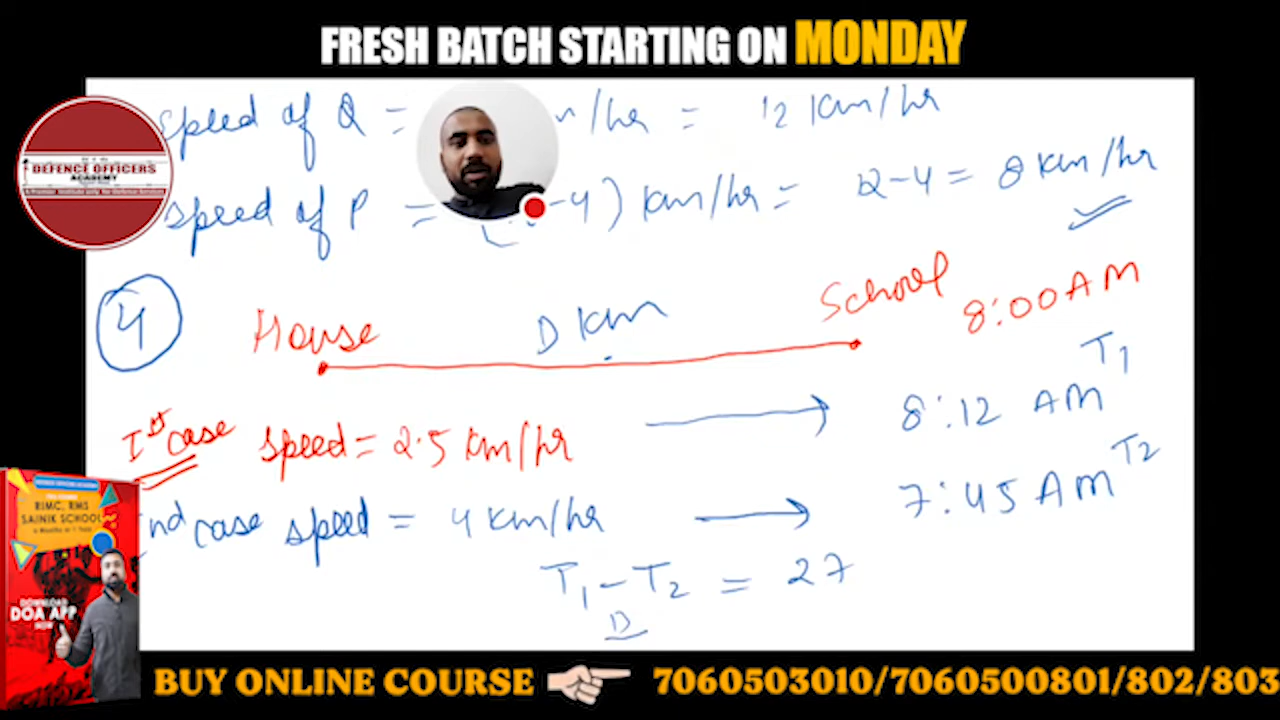 FRESH BATCH STARTING ON MONDAY
Speed of Q = m/hr = 12 km/hr
DEFENCE OFFICERS
ACADEMY
Speed of P = -4) km/hr = 12-4 = 8 km/hr
4
House D km School 8:00 AM
T1
Ist case speed = 2.5 km/hr 8:12 AM
T2
IInd case speed = 4 km/hr 7:45 AM
T1 - T2 = 27
D
RIMC, RMS
SAINIK SCHOOL
DOWNLOAD
DOA APP
NOW
BUY ONLINE COURSE 7060503010/7060500801/802/803